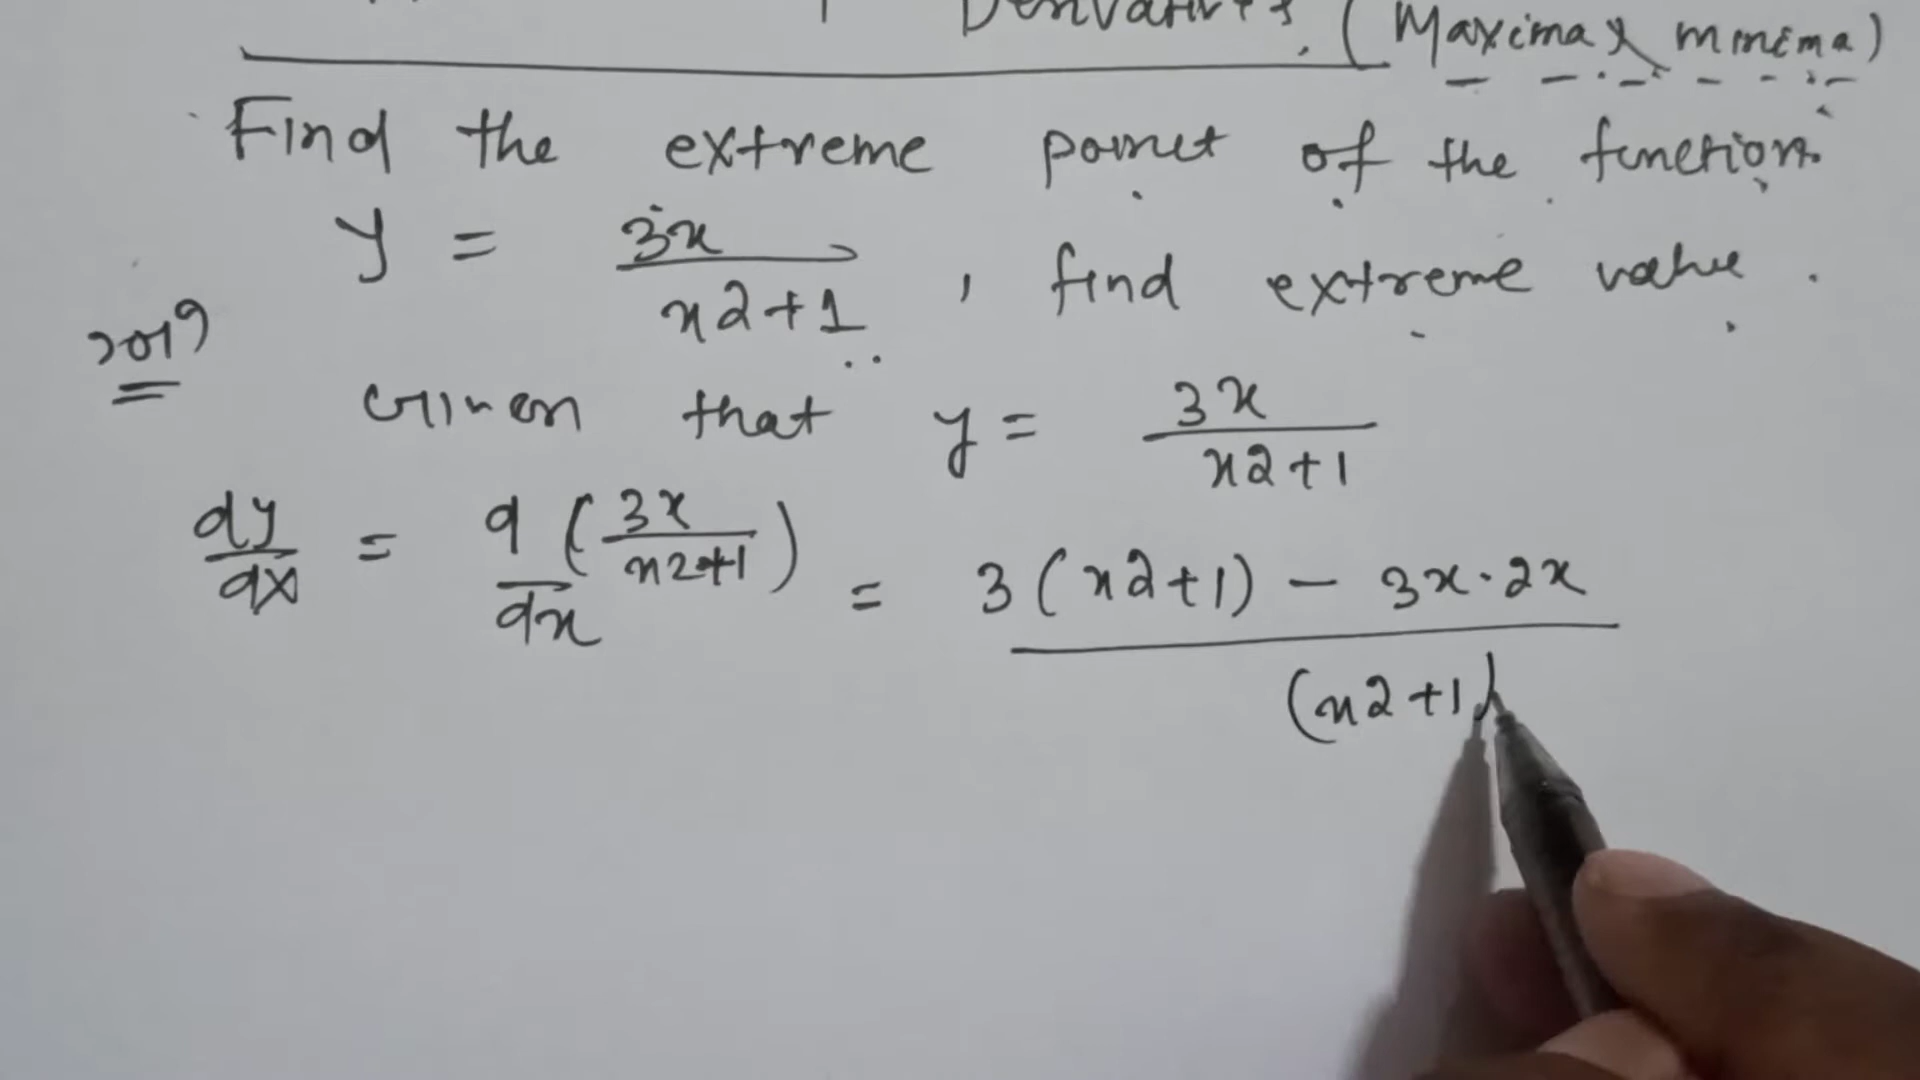 Derivatives. (Maxima & minima)
Find the extreme point of the function
y = 3x / x2+1 , find extreme value .
2019
Given that y = 3x / x2+1
dy/dx = d/dx (3x / x2+1) = 3(x2+1) - 3x·2x / (x2+1)